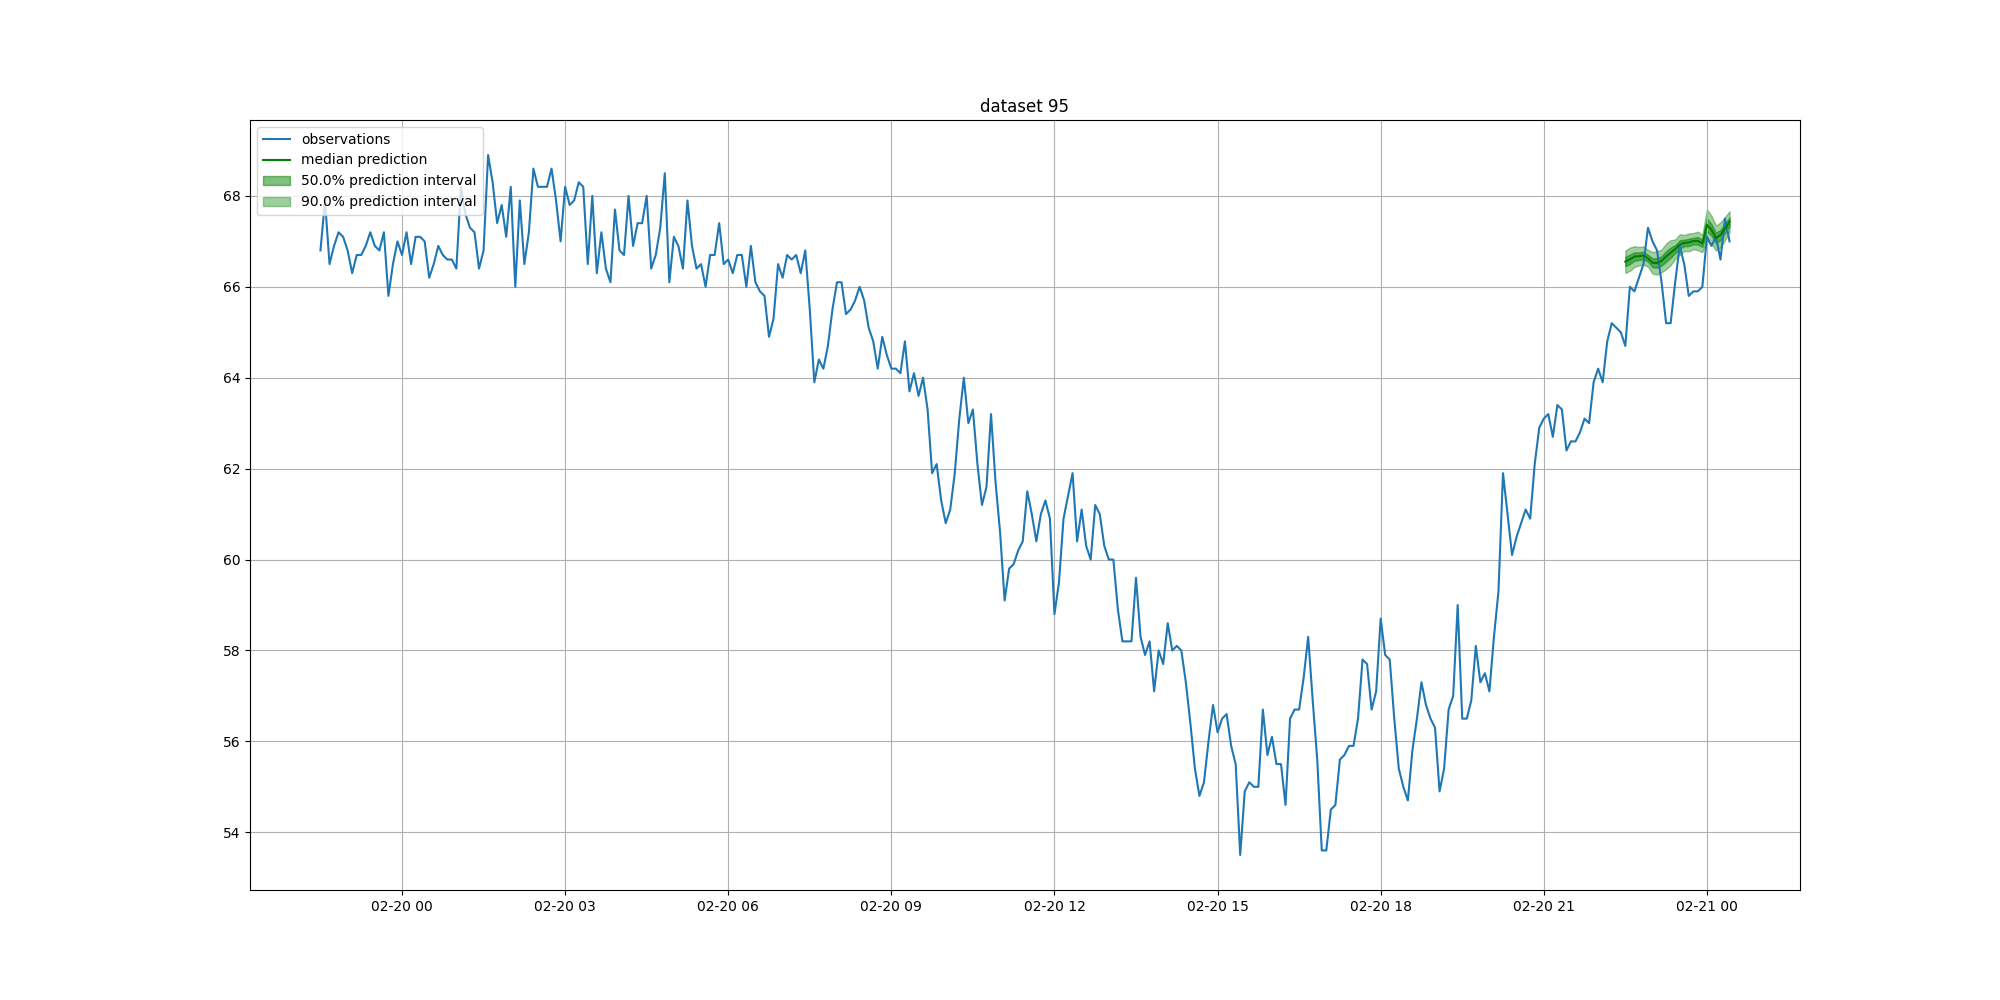 dataset 95
observations
median prediction
50.0% prediction interval
90.0% prediction interval
68
66
64
62
60
58
56
54
02-20 00 02-20 03 02-20 06 02-20 09 02-20 12 02-20 15 02-20 18 02-20 21 02-21 00